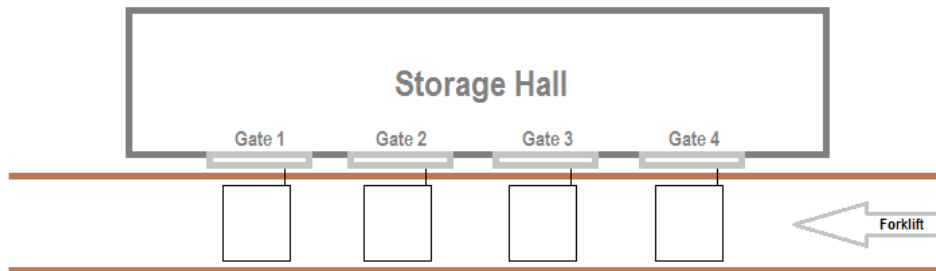 Storage Hall
Gate 1 Gate 2 Gate 3 Gate 4
Forklift